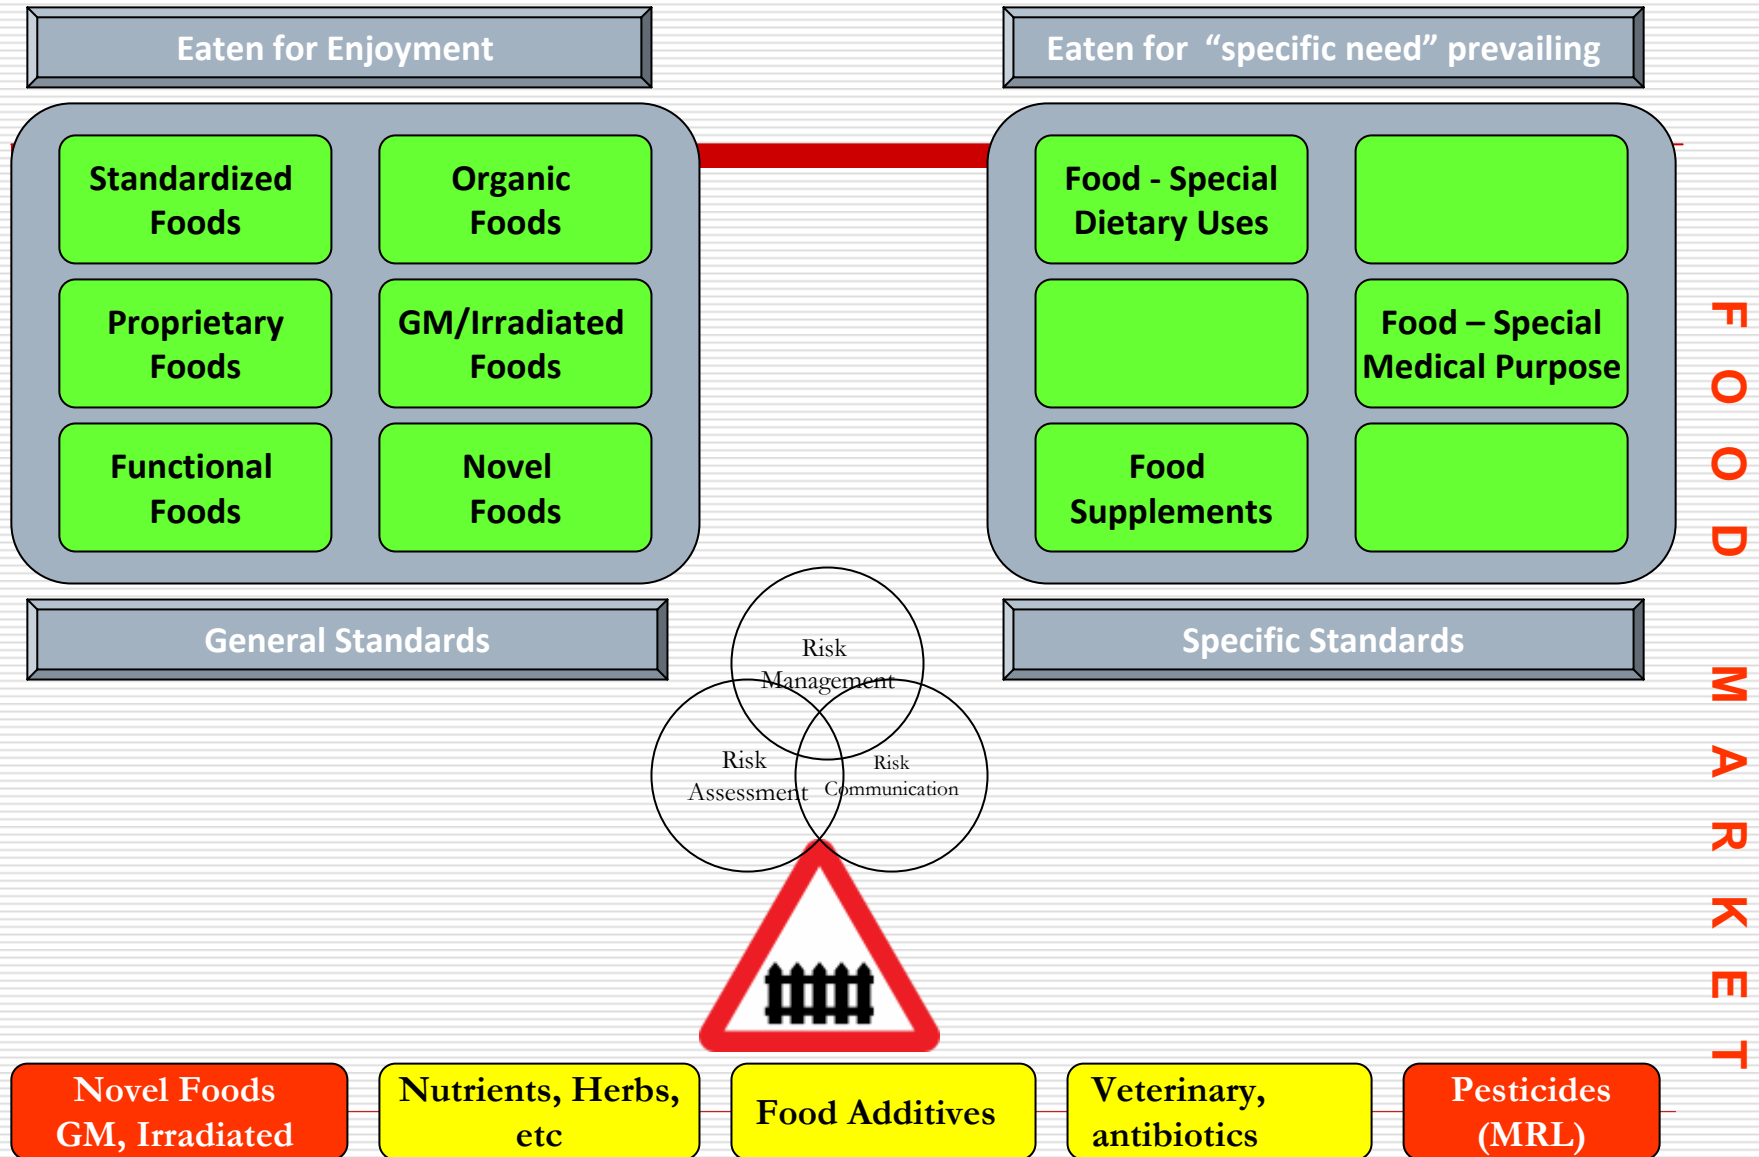 Eaten for Enjoyment
Eaten for “specific need” prevailing
Standardized
Foods
Organic
Foods
Proprietary
Foods
GM/Irradiated
Foods
Functional
Foods
Novel
Foods
Food - Special
Dietary Uses
Food – Special
Medical Purpose
Food
Supplements
General Standards
Specific Standards
Risk
Management
Risk
Assessment
Risk
Communication
FOOD MARKET
Novel Foods
GM, Irradiated
Nutrients, Herbs,
etc
Food Additives
Veterinary,
antibiotics
Pesticides
(MRL)